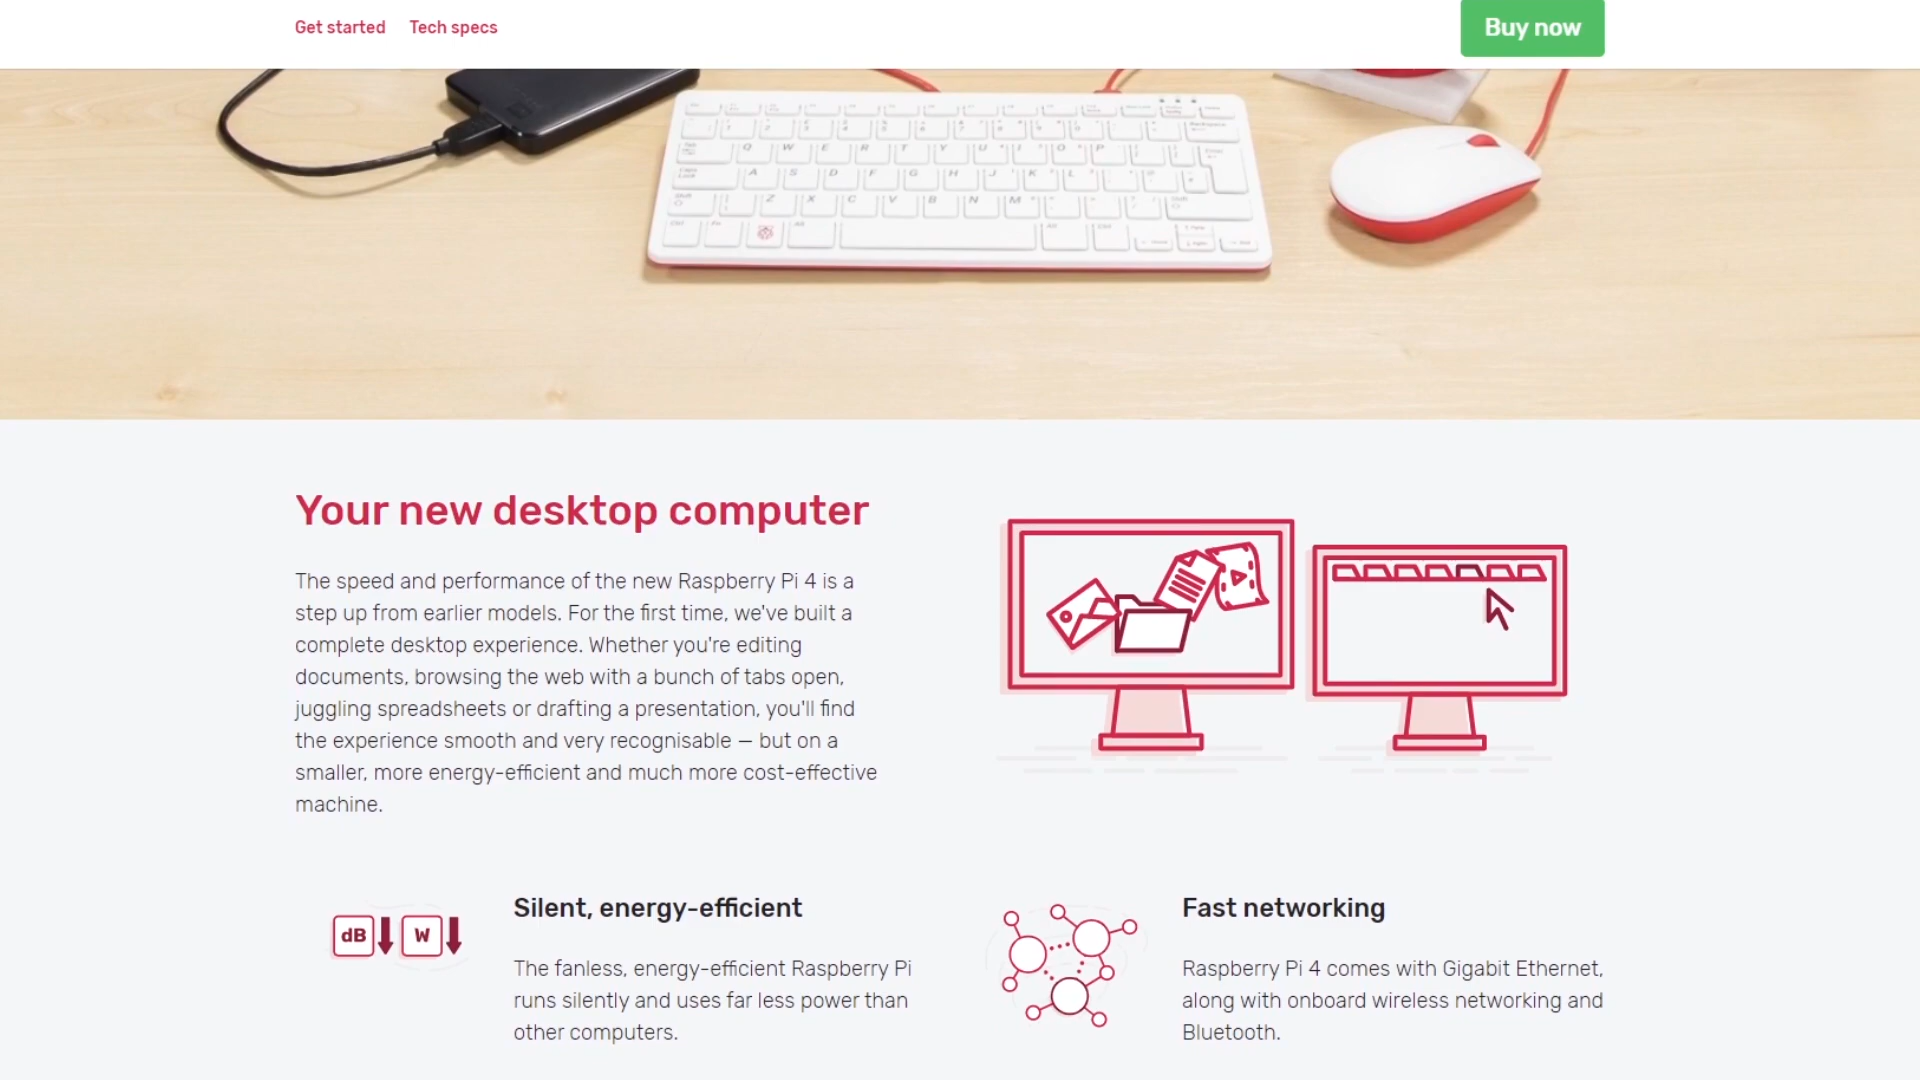 Get started Tech specs
Buy now
Q W E R T Y U I O P
A S D F G H J K L
Z X C V B N M
Your new desktop computer
The speed and performance of the new Raspberry Pi 4 is a
step up from earlier models. For the first time, we've built a
complete desktop experience. Whether you're editing
documents, browsing the web with a bunch of tabs open,
juggling spreadsheets or drafting a presentation, you'll find
the experience smooth and very recognisable – but on a
smaller, more energy-efficient and much more cost-effective
machine.
dB W
Silent, energy-efficient
The fanless, energy-efficient Raspberry Pi
runs silently and uses far less power than
other computers.
Fast networking
Raspberry Pi 4 comes with Gigabit Ethernet,
along with onboard wireless networking and
Bluetooth.